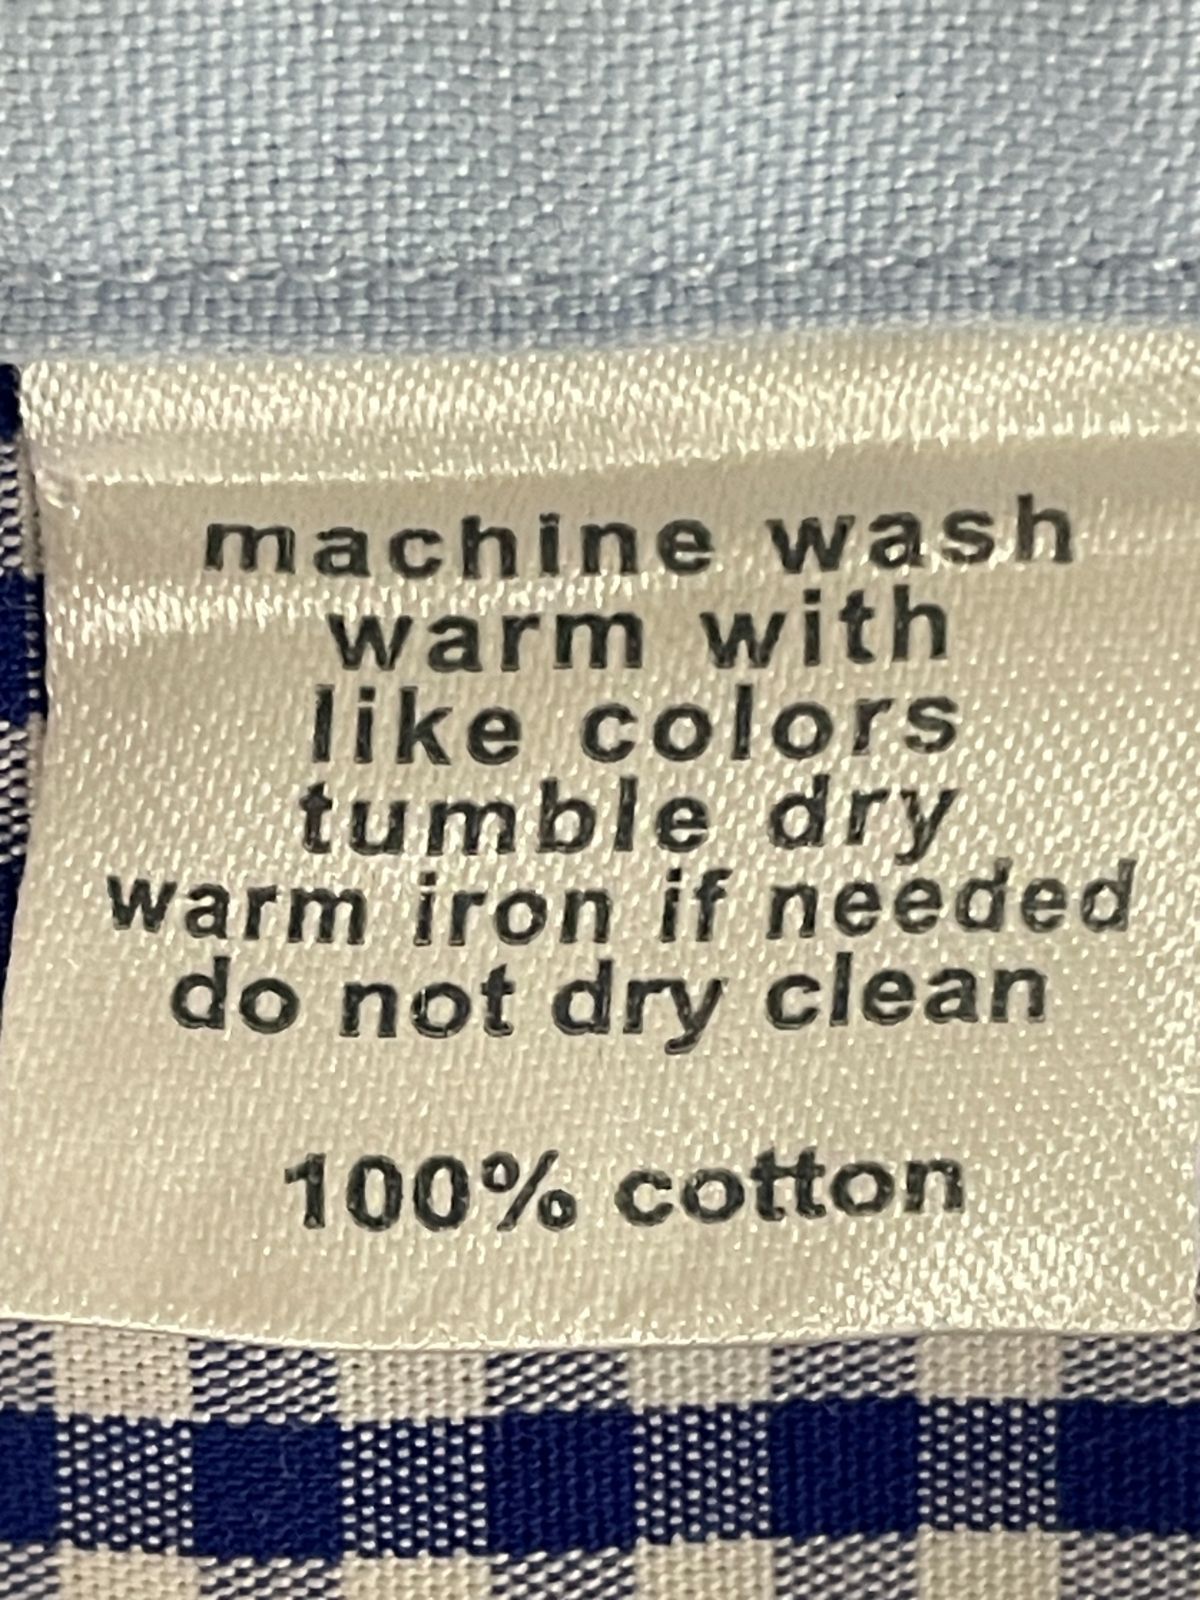 machine wash
warm with
like colors
tumble dry
warm iron if needed
do not dry clean
100% cotton